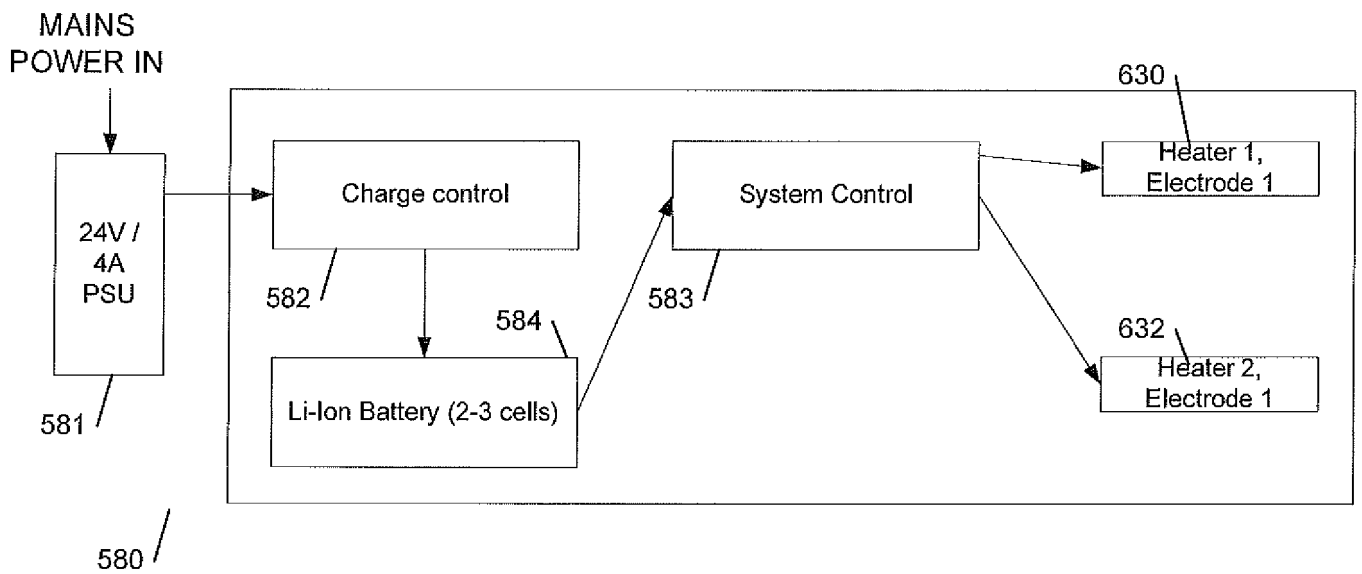 MAINS
POWER IN
630
Heater 1,
Electrode 1
Charge control
System Control
24V /
4A
PSU
582
583
584
632
Heater 2,
Electrode 1
Li-Ion Battery (2-3 cells)
581
580